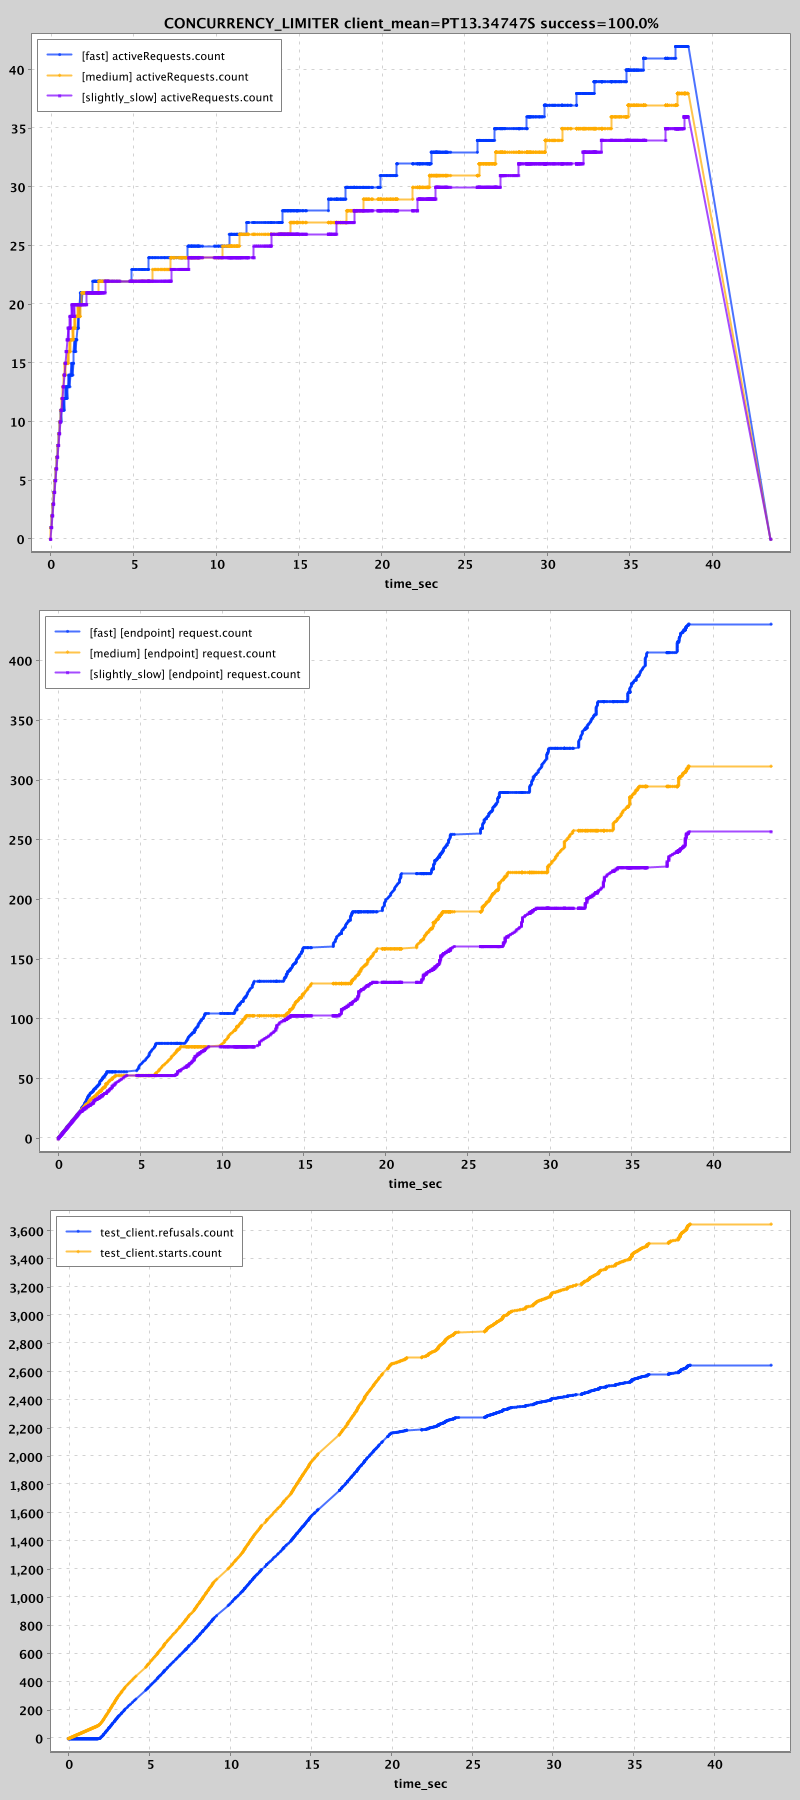 CONCURRENCY_LIMITER client_mean=PT13.34747S success=100.0%
[fast] activeRequests.count
[medium] activeRequests.count
[slightly_slow] activeRequests.count
40
35
30
25
20
15
10
5
0
0 5 10 15 20 25 30 35 40
time_sec
[fast] [endpoint] request.count
[medium] [endpoint] request.count
[slightly_slow] [endpoint] request.count
400
350
300
250
200
150
100
50
0
0 5 10 15 20 25 30 35 40
time_sec
test_client.refusals.count
test_client.starts.count
3,600
3,400
3,200
3,000
2,800
2,600
2,400
2,200
2,000
1,800
1,600
1,400
1,200
1,000
800
600
400
200
0
0 5 10 15 20 25 30 35 40
time_sec